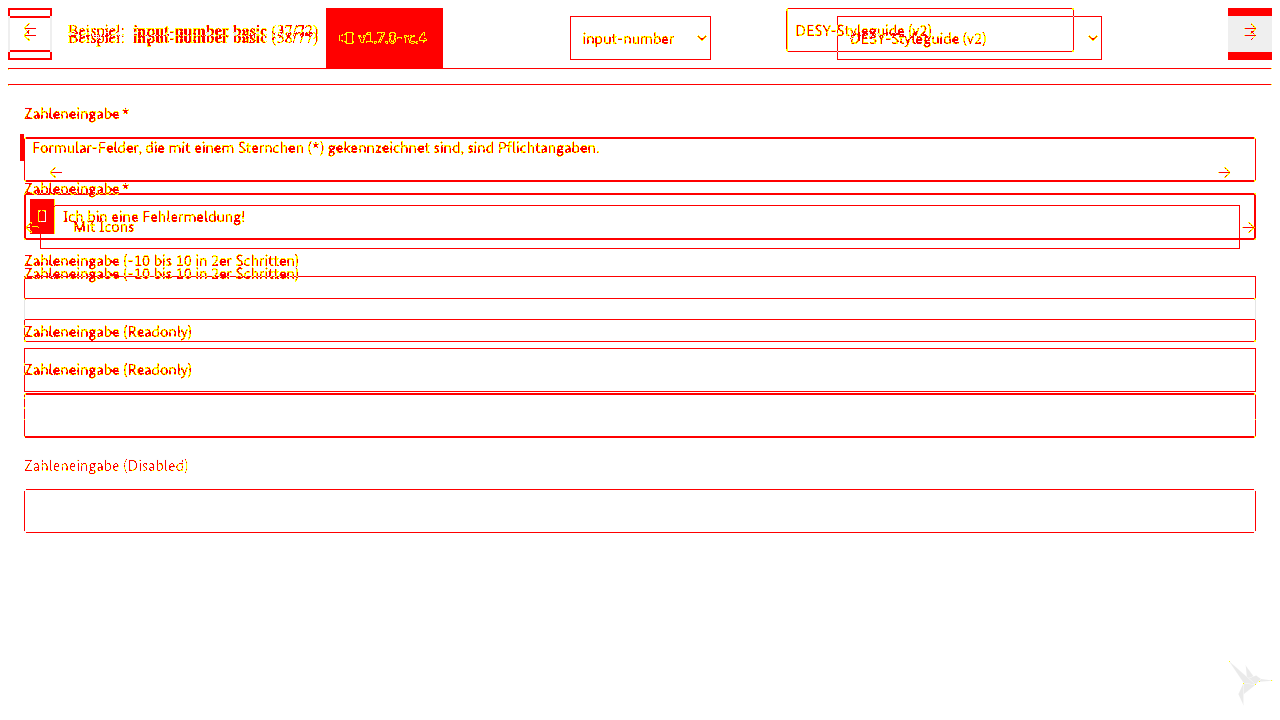 Beispiel: input-number basic (37/72)
Beispiel: input-number basic (56/77)
v1.7.0-rc.4
input-number
DESY-Styleguide (v2)
DESY-Styleguide (v2)
Zahleneingabe *
Formular-Felder, die mit einem Sternchen (*) gekennzeichnet sind, sind Pflichtangaben.
Zahleneingabe *
Ich bin eine Fehlermeldung!
Mit Icons
Zahleneingabe (-10 bis 10 in 2er Schritten)
Zahleneingabe (-10 bis 10 in 2er Schritten)
Zahleneingabe (Readonly)
Zahleneingabe (Readonly)
Zahleneingabe (Disabled)